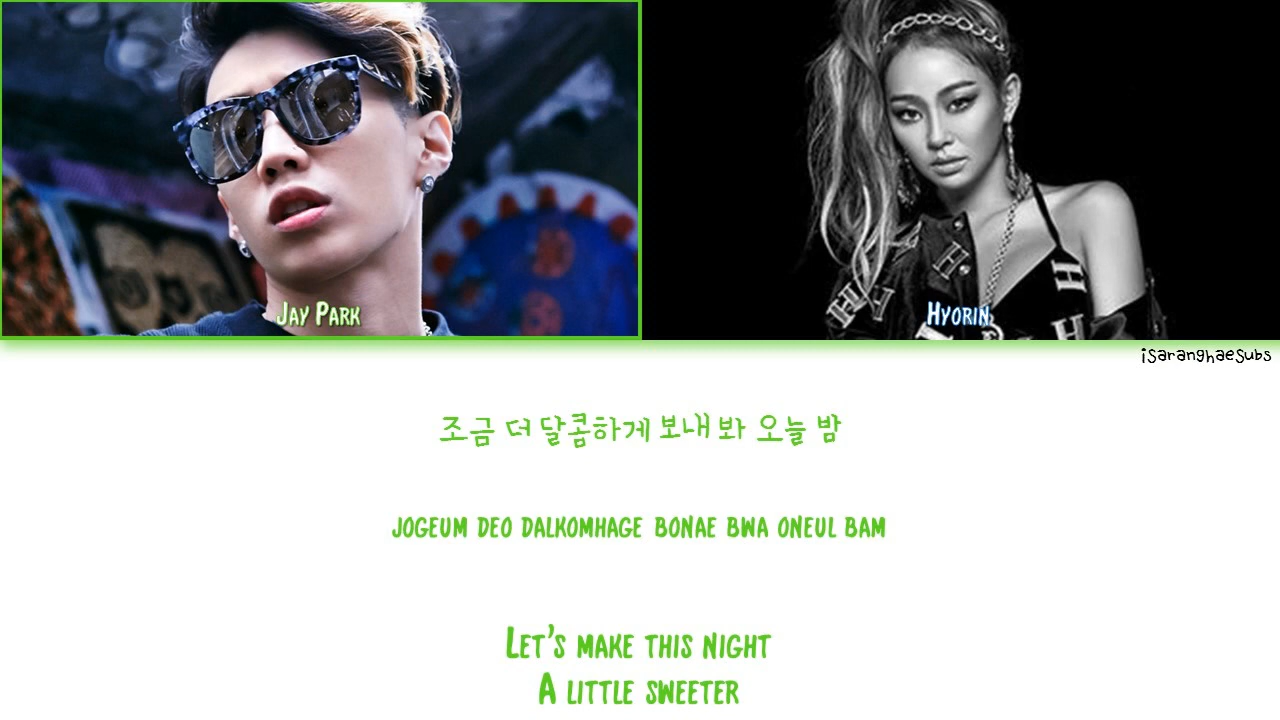 Jay Park
Hyorin
iSaranghaeSubs
조금 더 달콤하게 보내 봐 오늘 밤
JOGEUM DEO DALKOMHAGE BONAE BWA ONEUL BAM
Let's make this night
A little sweeter